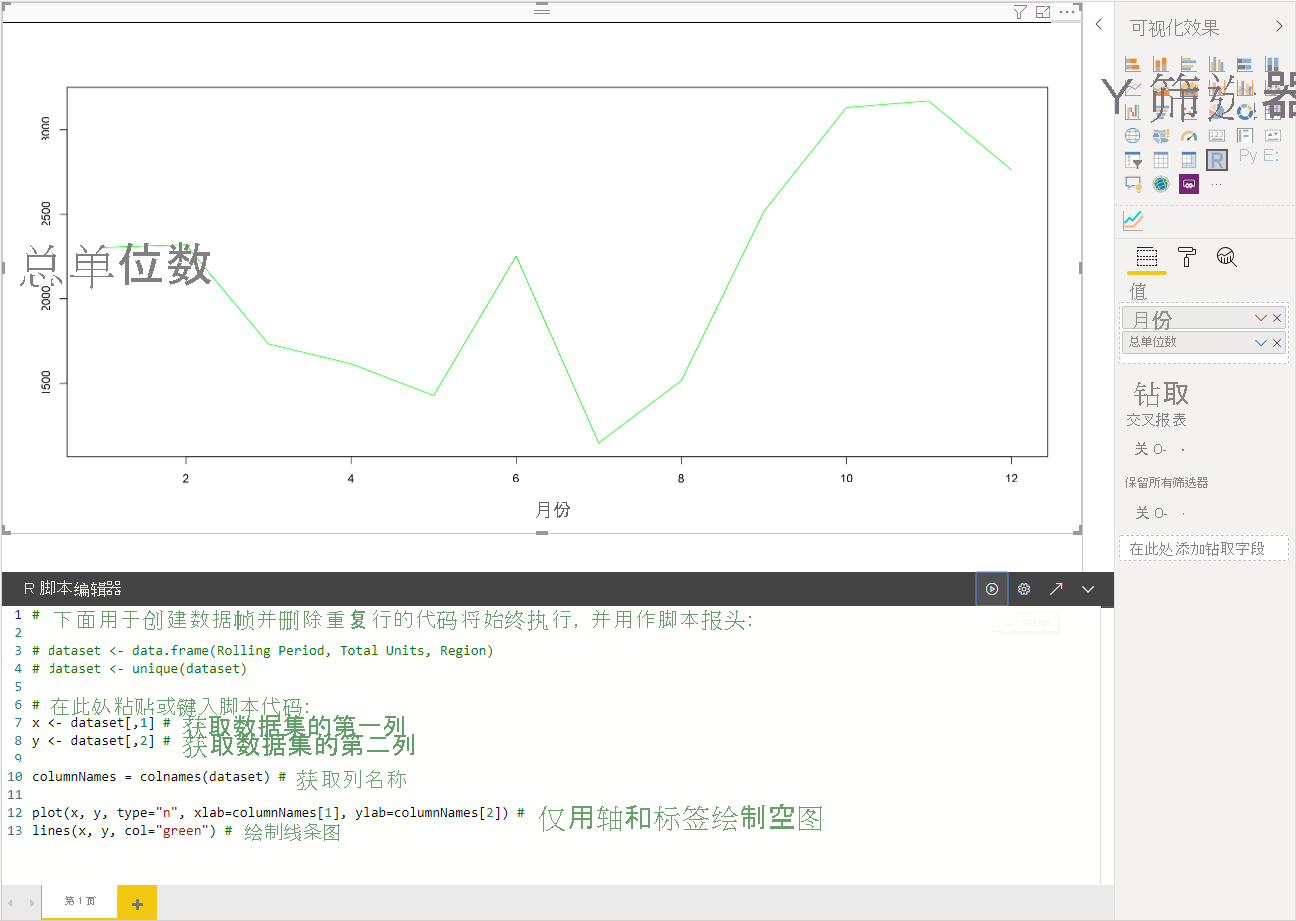 可视化效果
Y 筛选器
3000
2500
总单位数
2000
1500
2 4 6 8 10 12
月份
Py E:
值
月份
总单位数
钻取
交叉报表
关 O- ·
保留所有筛选器
关 O- ·
在此处添加钻取字段
R 脚本编辑器
1 # 下面用于创建数据帧并删除重复行的代码将始终执行, 并用作脚本报头:
2
3 # dataset <- data.frame(Rolling Period, Total Units, Region)
4 # dataset <- unique(dataset)
5
6 # 在此处粘贴或键入脚本代码:
7 x <- dataset[,1] # 获取数据集的第一列
8 y <- dataset[,2] # 获取数据集的第二列
9
10 columnNames = colnames(dataset) # 获取列名称
11
12 plot(x, y, type="n", xlab=columnNames[1], ylab=columnNames[2]) # 仅用轴和标签绘制空图
13 lines(x, y, col="green") # 绘制线条图
第 1 页